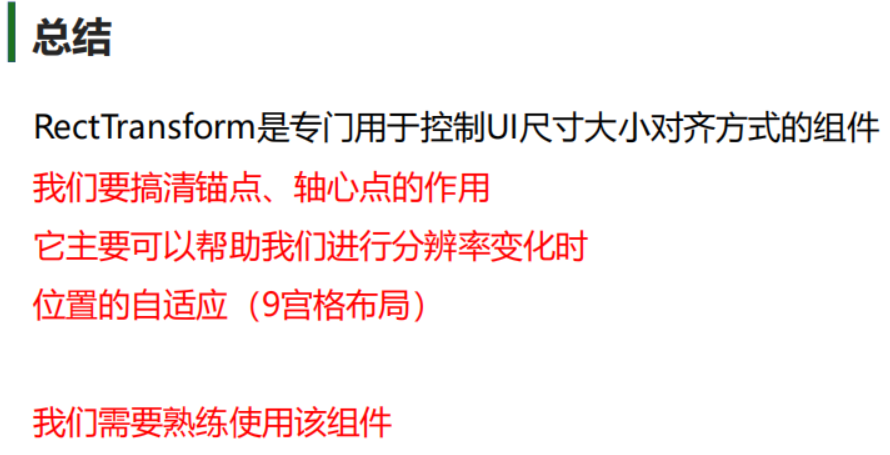 总结
RectTransform是专门用于控制UI尺寸大小对齐方式的组件
我们要搞清锚点、轴心点的作用
它主要可以帮助我们进行分辨率变化时
位置的自适应（9宫格布局）
我们需要熟练使用该组件